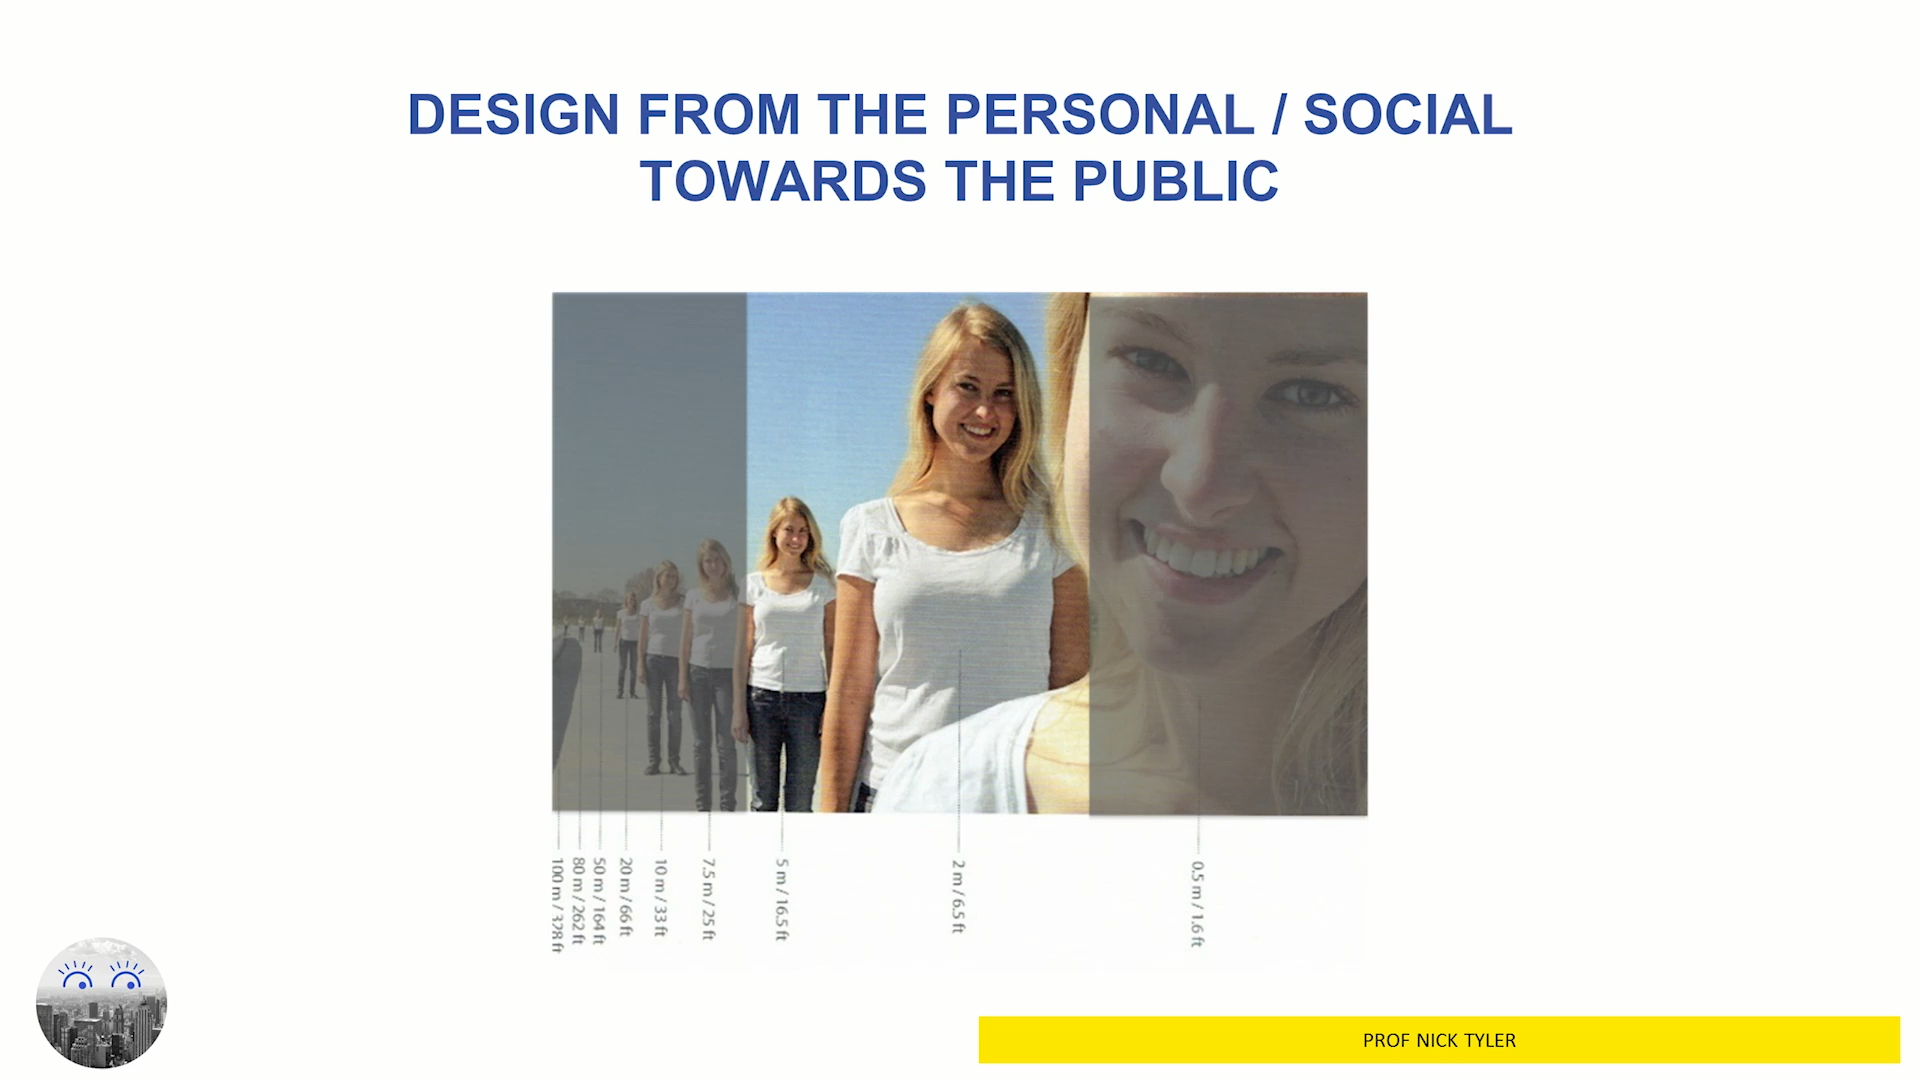 DESIGN FROM THE PERSONAL / SOCIAL
TOWARDS THE PUBLIC
100 m / 328 ft
80 m / 262 ft
50 m / 164 ft
20 m / 66 ft
10 m / 33 ft
7.5 m / 25 ft
5 m / 16.5 ft
2 m / 6.5 ft
0.5 m / 1.6 ft
PROF NICK TYLER